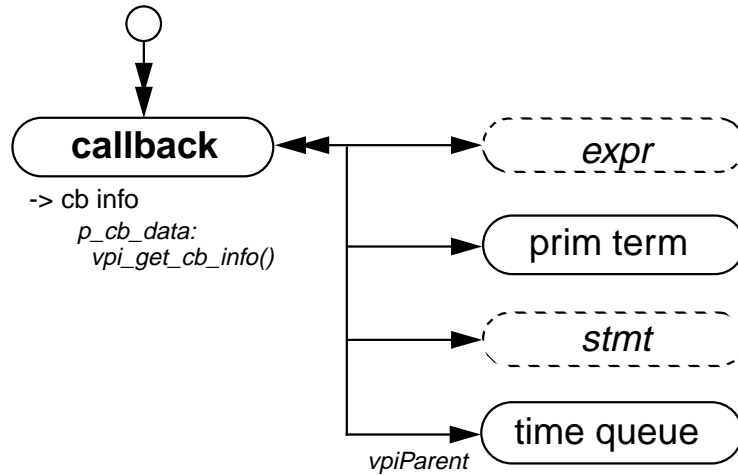 callback
-> cb info
p_cb_data:
vpi_get_cb_info()
expr
prim term
stmt
time queue
vpiParent